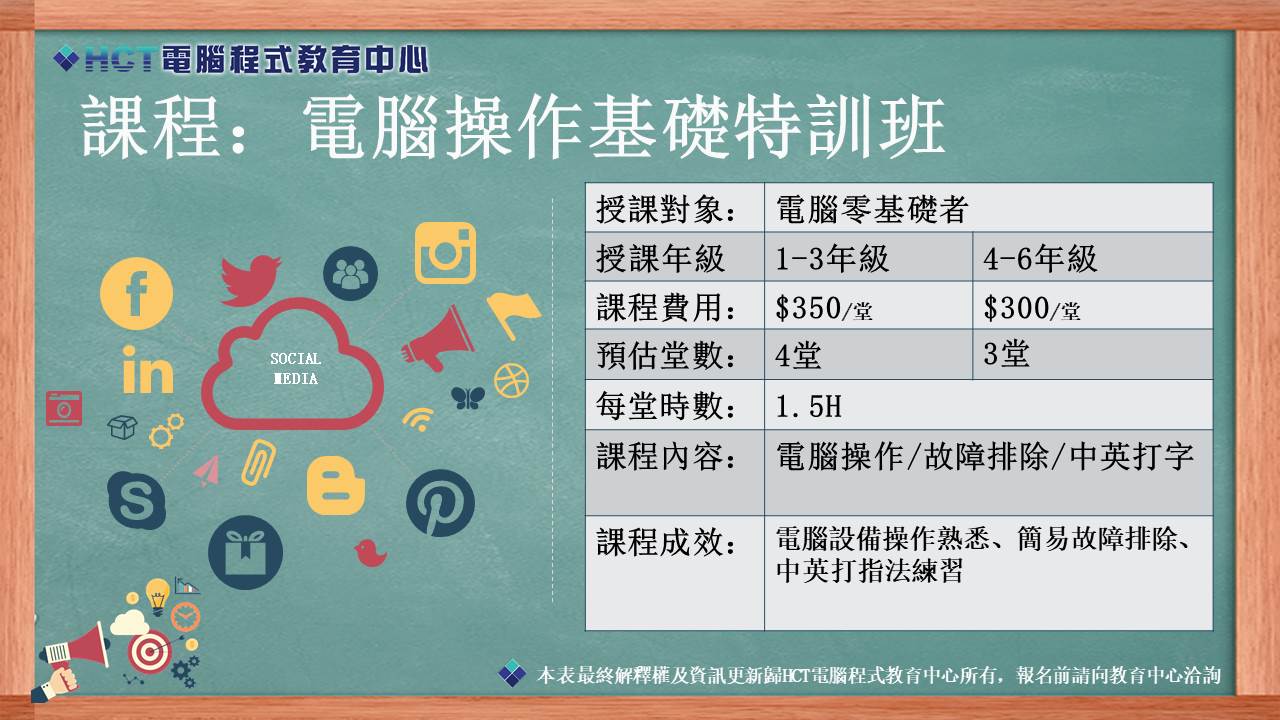 HCT電腦程式教育中心
課程：電腦操作基礎特訓班
授課對象： 電腦零基礎者
授課年級 1-3年級 4-6年級
課程費用： $350/堂 $300/堂
預估堂數： 4堂 3堂
每堂時數： 1.5H
課程內容： 電腦操作/故障排除/中英打字
課程成效： 電腦設備操作熟悉、簡易故障排除、
中英打指法練習
SOCIAL
MEDIA
本表最終解釋權及資訊更新歸HCT電腦程式教育中心所有，報名前請向教育中心洽詢